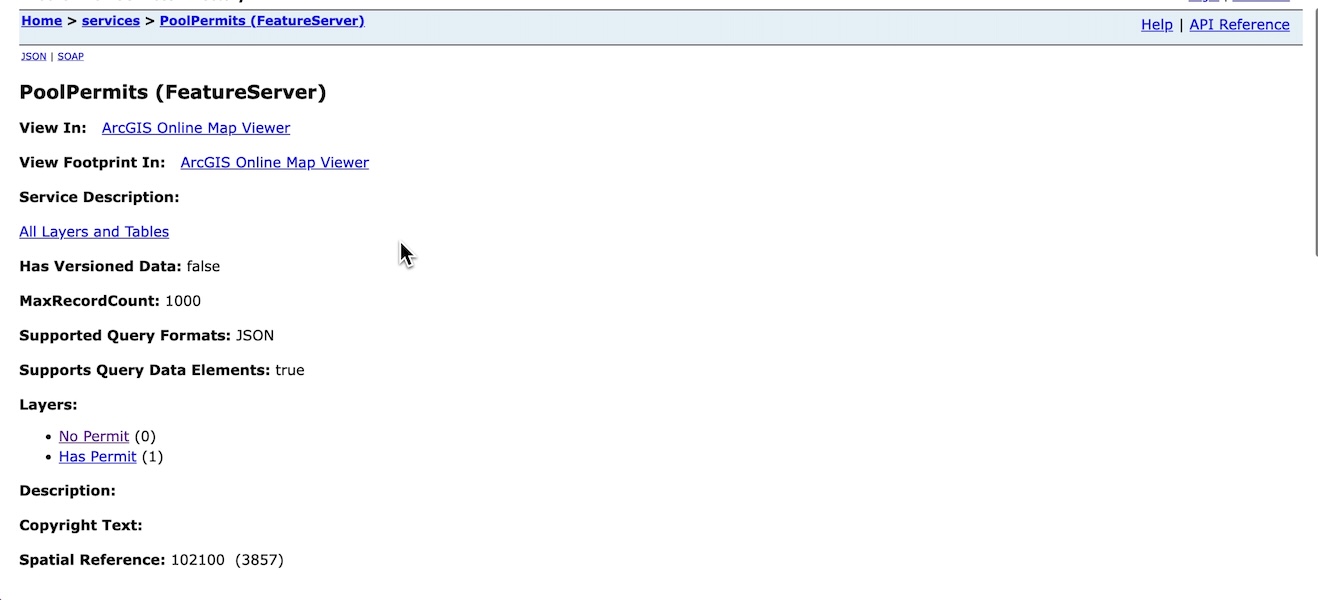 Home > services > PoolPermits (FeatureServer)
Help | API Reference
JSON | SOAP
PoolPermits (FeatureServer)
View In: ArcGIS Online Map Viewer
View Footprint In: ArcGIS Online Map Viewer
Service Description:
All Layers and Tables
Has Versioned Data: false
MaxRecordCount: 1000
Supported Query Formats: JSON
Supports Query Data Elements: true
Layers:
• No Permit (0)
• Has Permit (1)
Description:
Copyright Text:
Spatial Reference: 102100 (3857)